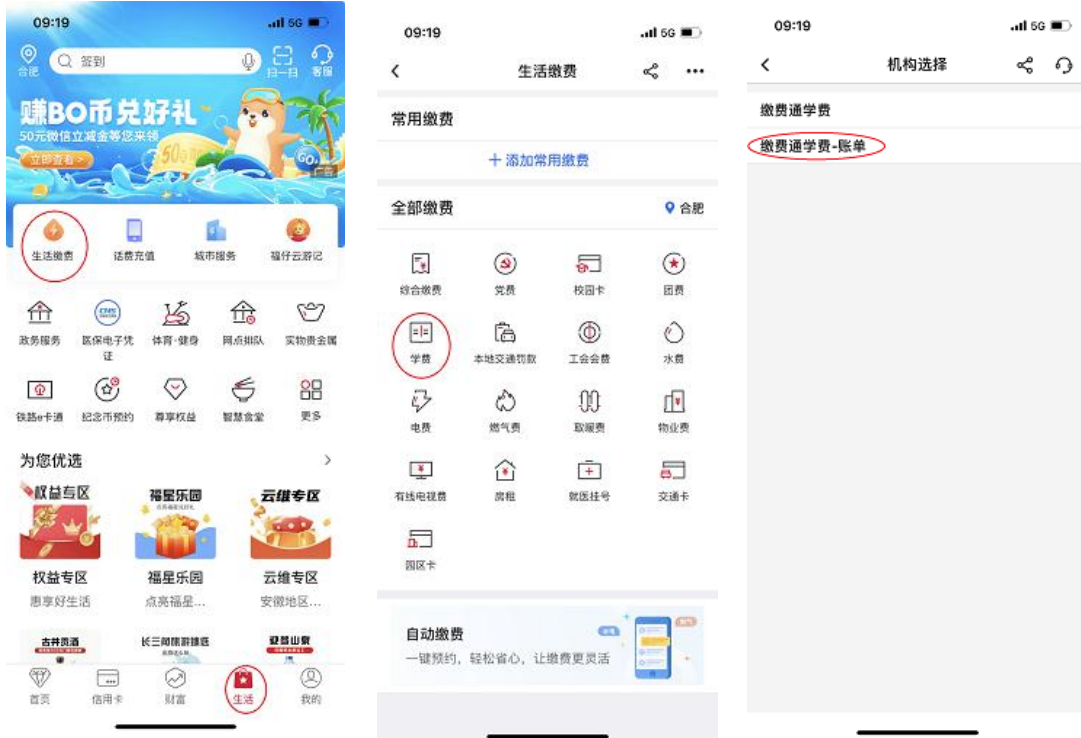 09:19
5G
合肥
签到
扫一扫
客服
赚BO币兑好礼
50元微信立减金等您来领
立即查看>
50
GO
广告
生活缴费
话费充值
城市服务
福仔云游记
政务服务
医保电子凭证
体育·健身
网点排队
实物贵金属
铁路e卡通
纪念币预约
尊享权益
智慧食堂
更多
为您优选
权益专区
福星乐园
云维专区
权益专区
福星乐园
云维专区
惠享好生活
点亮福星...
安徽地区...
古井贡酒
迎驾山泉
首页
信用卡
财富
生活
我的
09:19
5G
生活缴费
常用缴费
+添加常用缴费
全部缴费
合肥
综合缴费
党费
校园卡
团费
学费
本地交通罚款
工会会费
水费
电费
燃气费
取暖费
物业费
有线电视费
房租
就医挂号
交通卡
园区卡
自动缴费
一键预约，轻松省心，让缴费更灵活
09:19
5G
机构选择
缴费通学费
缴费通学费-账单